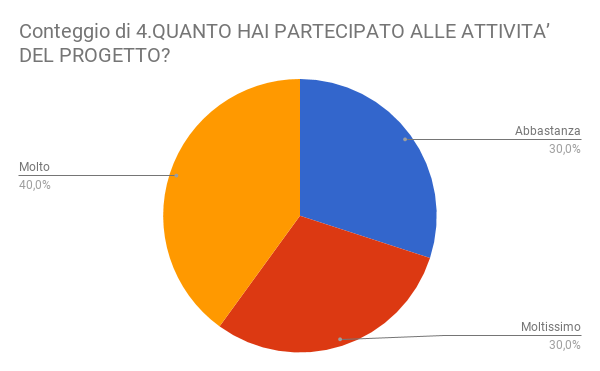 Conteggio di 4.QUANTO HAI PARTECIPATO ALLE ATTIVITA’
DEL PROGETTO?
Abbastanza
30,0%
Molto
40,0%
Moltissimo
30,0%